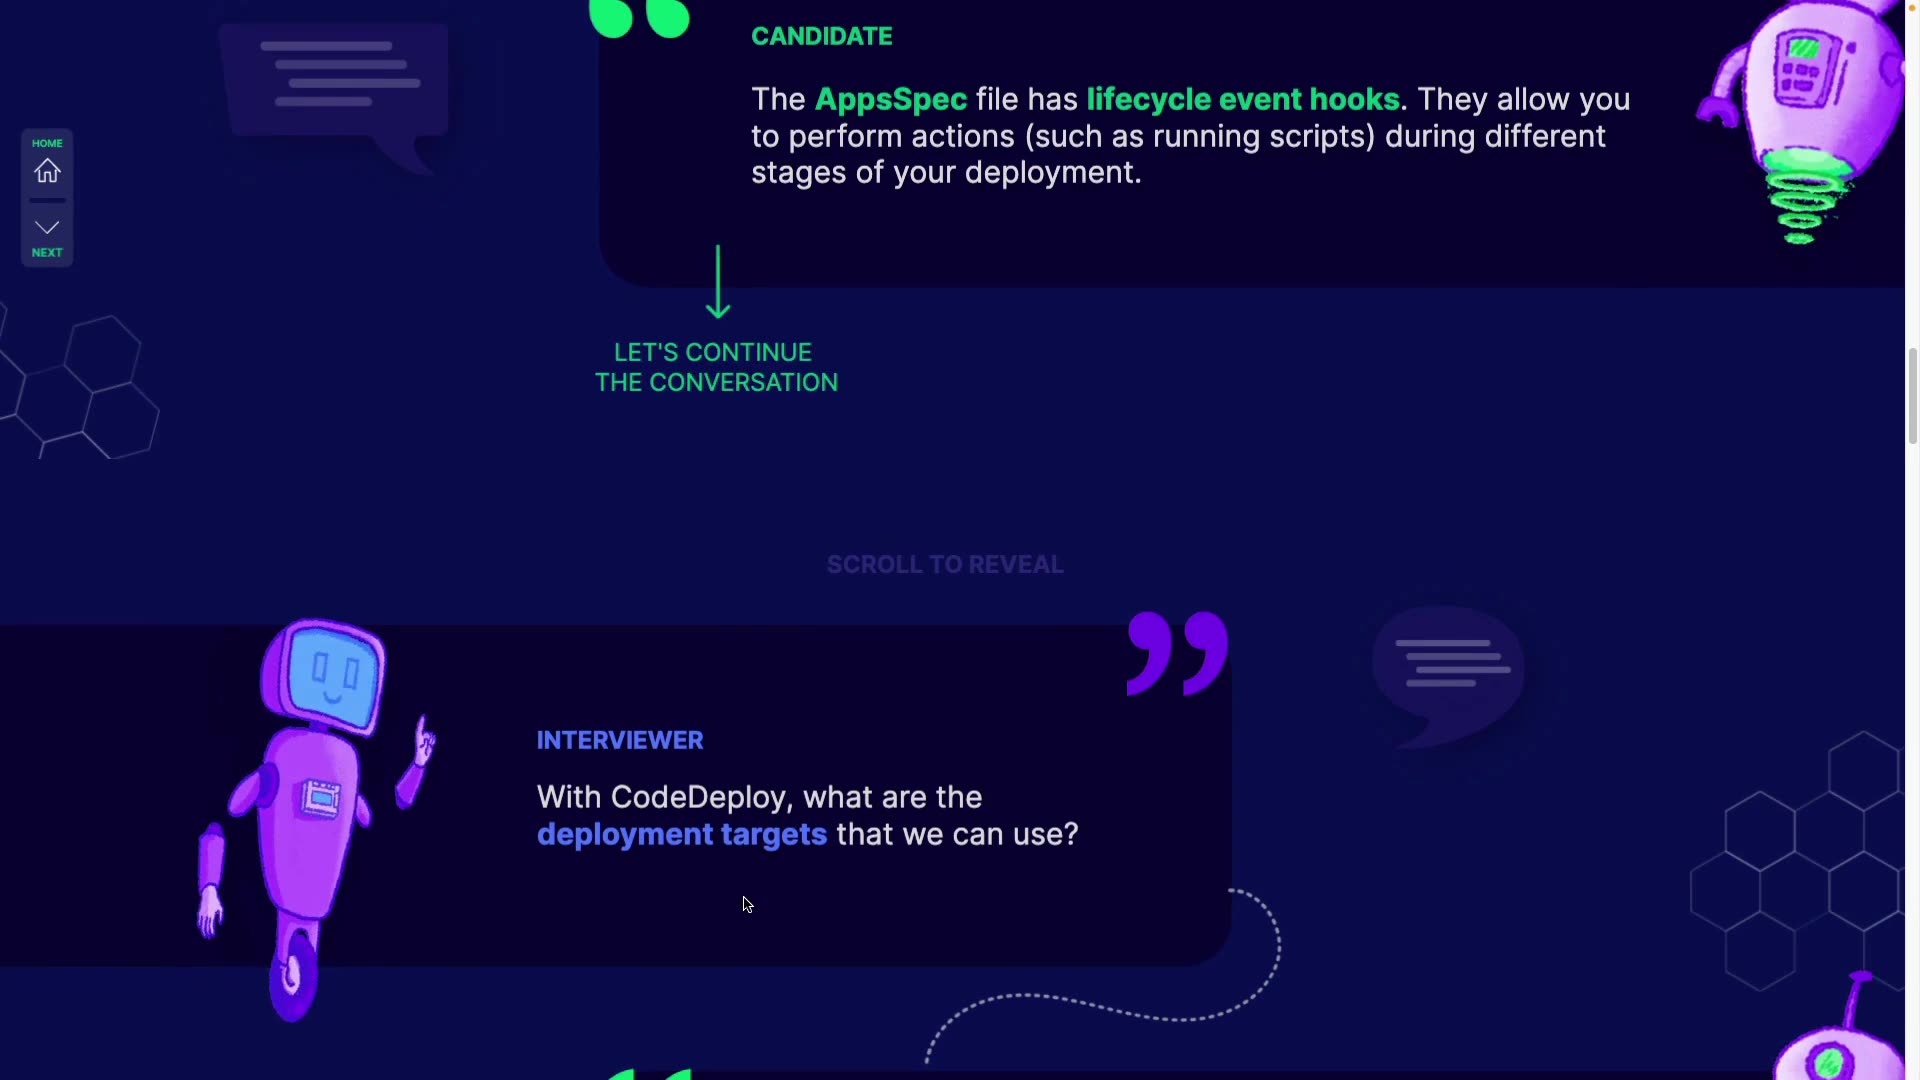 CANDIDATE
The AppsSpec file has lifecycle event hooks. They allow you
to perform actions (such as running scripts) during different
stages of your deployment.
HOME
NEXT
LET'S CONTINUE
THE CONVERSATION
SCROLL TO REVEAL
INTERVIEWER
With CodeDeploy, what are the
deployment targets that we can use?